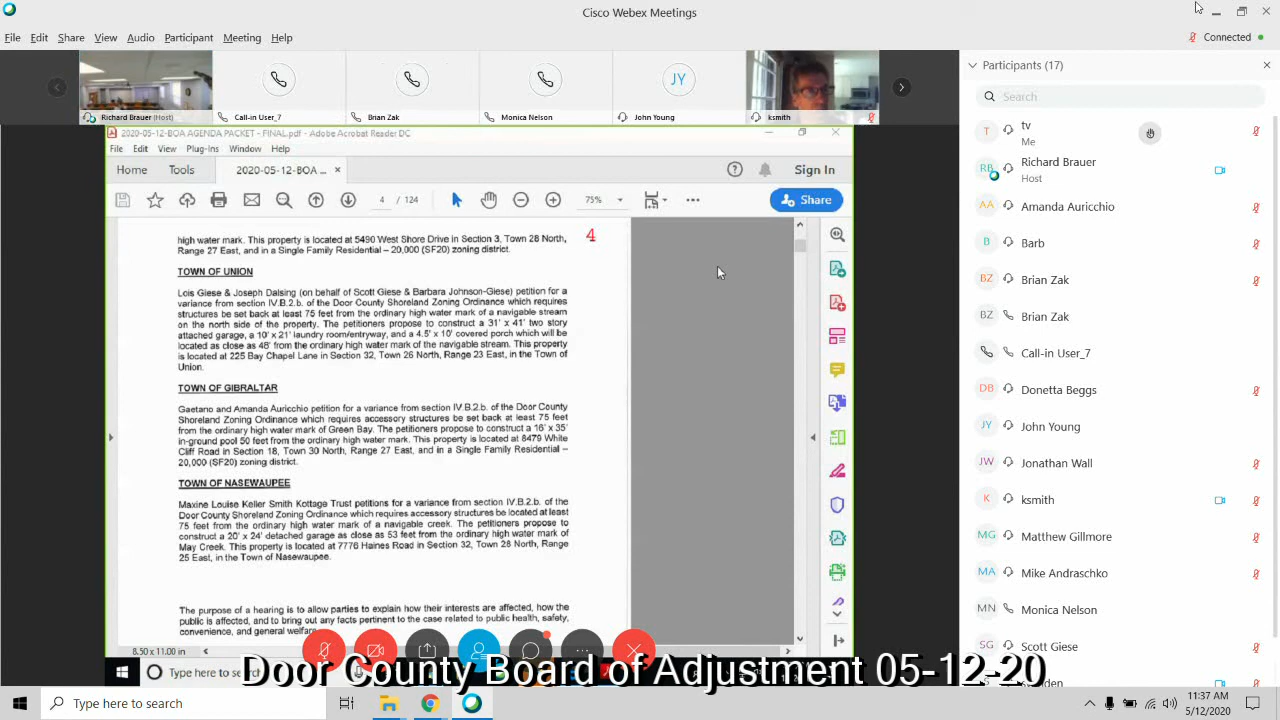 Cisco Webex Meetings
File Edit Share View Audio Participant Meeting Help
Connected
Richard Brauer (Host)
Call-in User_7
Brian Zak
Monica Nelson
JY
John Young
ksmith
Participants (17)
Search
T tv
Me
RB Richard Brauer
Host
AA Amanda Auricchio
B Barb
BZ Brian Zak
BZ Brian Zak
Call-in User_7
DB Donetta Beggs
JY John Young
JW Jonathan Wall
K ksmith
MG Matthew Gillmore
MA Mike Andraschko
MN Monica Nelson
SG Scott Giese
2020-05-12-BOA AGENDA PACKET - FINAL.pdf - Adobe Acrobat Reader DC
File Edit View Plug-Ins Window Help
Home Tools 2020-05-12-BOA ... × Sign In
4 / 124 75% Share
4
high water mark. This property is located at 5490 West Shore Drive in Section 3, Town 28 North,
Range 27 East, and in a Single Family Residential – 20,000 (SF20) zoning district.
TOWN OF UNION
Lois Giese & Joseph Dalsing (on behalf of Scott Giese & Barbara Johnson-Giese) petition for a
variance from section IV.B.2.b. of the Door County Shoreland Zoning Ordinance which requires
structures be set back at least 75 feet from the ordinary high water mark of a navigable stream
on the north side of the property. The petitioners propose to construct a 31' x 41' two story
attached garage, a 10' x 21' laundry room/entryway, and a 4.5' x 10' covered porch which will be
located as close as 48' from the ordinary high water mark of the navigable stream. This property
is located at 225 Bay Chapel Lane in Section 32, Town 26 North, Range 23 East, in the Town of
Union.
TOWN OF GIBRALTAR
Gaetano and Amanda Auricchio petition for a variance from section IV.B.2.b. of the Door County
Shoreland Zoning Ordinance which requires accessory structures be set back at least 75 feet
from the ordinary high water mark of Green Bay. The petitioners propose to construct a 16' x 35'
in-ground pool 50 feet from the ordinary high water mark. This property is located at 8479 White
Cliff Road in Section 18, Town 30 North, Range 27 East, and in a Single Family Residential –
20,000 (SF20) zoning district.
TOWN OF NASEWAUPEE
Maxine Louise Keller Smith Kottage Trust petitions for a variance from section IV.B.2.b. of the
Door County Shoreland Zoning Ordinance which requires accessory structures be located at least
75 feet from the ordinary high water mark of a navigable creek. The petitioners propose to
construct a 20' x 24' detached garage as close as 53 feet from the ordinary high water mark of
May Creek. This property is located at 7776 Haines Road in Section 32, Town 28 North, Range
25 East, in the Town of Nasewaupee.
The purpose of a hearing is to allow parties to explain how their interests are affected, how the
public is affected, and to bring out any facts pertinent to the case related to public health, safety,
convenience, and general welfare
8.50 x 11.00 in
Type here to search
Door County Board of Adjustment 05-12-20
Type here to search
11:37 AM
5/12/2020